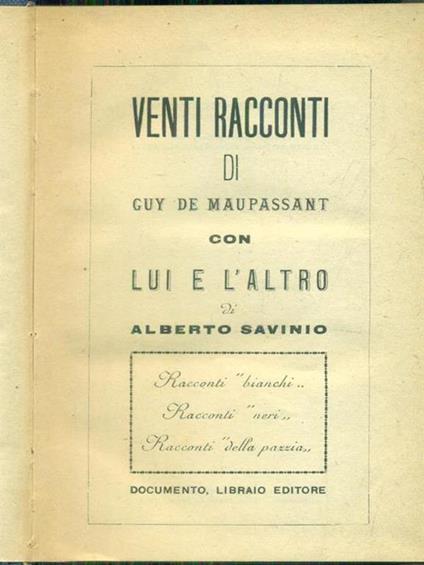 VENTI RACCONTI
DI
GUY DE MAUPASSANT
CON
LUI E L'ALTRO
di
ALBERTO SAVINIO
Racconti "bianchi„
Racconti "neri„
Racconti "della pazzia„
DOCUMENTO, LIBRAIO EDITORE